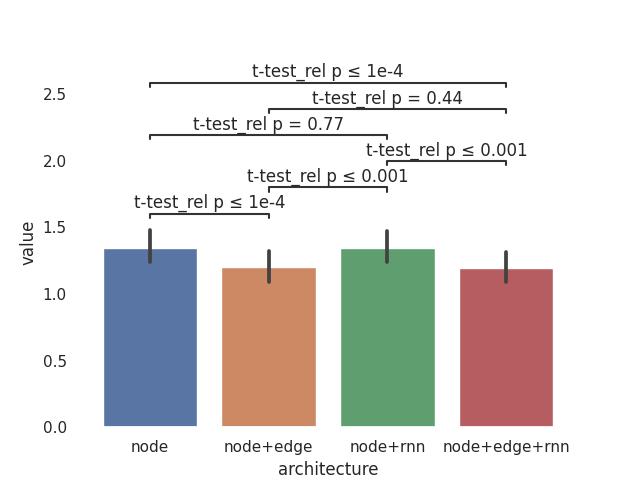 t-test_rel p ≤ 1e-4
t-test_rel p = 0.44
t-test_rel p = 0.77
t-test_rel p ≤ 0.001
t-test_rel p ≤ 0.001
t-test_rel p ≤ 1e-4
2.5
2.0
1.5
1.0
0.5
0.0
value
node
node+edge
node+rnn
node+edge+rnn
architecture